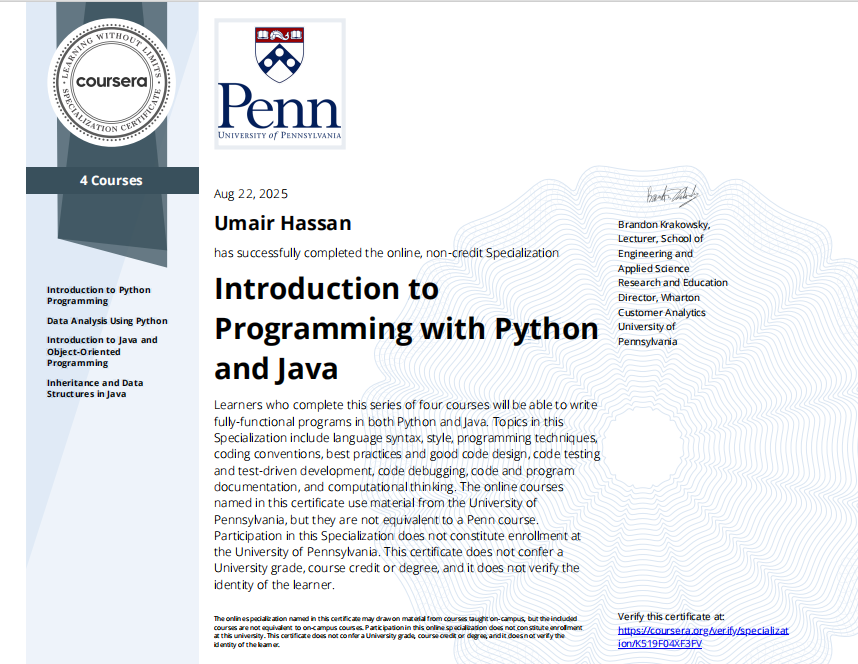 LEARNING WITHOUT LIMITS
coursera
SPECIALIZATION CERTIFICATE
4 Courses
Introduction to Python
Programming
Data Analysis Using Python
Introduction to Java and
Object-Oriented
Programming
Inheritance and Data
Structures in Java
Penn
UNIVERSITY of PENNSYLVANIA
Aug 22, 2025
Umair Hassan
has successfully completed the online, non-credit Specialization
Introduction to
Programming with Python
and Java
Learners who complete this series of four courses will be able to write
fully-functional programs in both Python and Java. Topics in this
Specialization include language syntax, style, programming techniques,
coding conventions, best practices and good code design, code testing
and test-driven development, code debugging, code and program
documentation, and computational thinking. The online courses
named in this certificate use material from the University of
Pennsylvania, but they are not equivalent to a Penn course.
Participation in this Specialization does not constitute enrollment at
the University of Pennsylvania. This certificate does not confer a
University grade, course credit or degree, and it does not verify the
identity of the learner.
The online specialization named in this certificate may draw on material from courses taught on-campus, but the included
courses are not equivalent to on-campus courses. Participation in this online specialization does not constitute enrollment
at this university. This certificate does not confer a University grade, course credit or degree, and it does not verify the
identity of the learner.
Brandon Krakowsky,
Lecturer, School of
Engineering and
Applied Science
Research and Education
Director, Wharton
Customer Analytics
University of
Pennsylvania
Verify this certificate at:
https://coursera.org/verify/specializat
ion/K519F04XF3FV